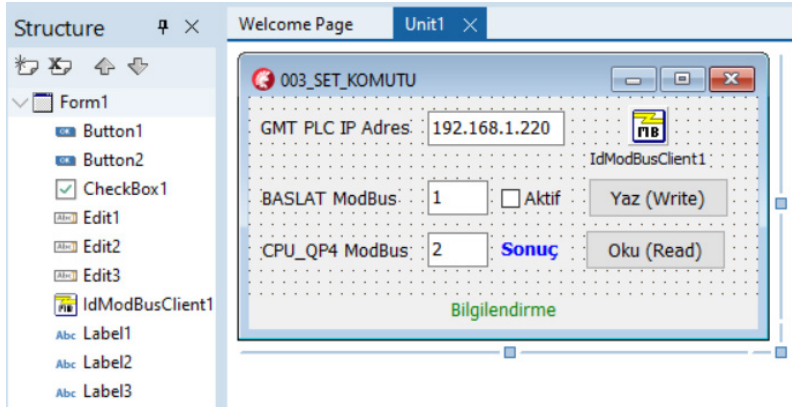 Structure
Form1
Button1
Button2
CheckBox1
Edit1
Edit2
Edit3
IdModBusClient1
Label1
Label2
Label3
Welcome Page
Unit1
003_SET_KOMUTU
GMT PLC IP Adres 192.168.1.220
MB
IdModBusClient1
BASLAT ModBus 1 Aktif Yaz (Write)
CPU_QP4 ModBus 2 Sonuç Oku (Read)
Bilgilendirme